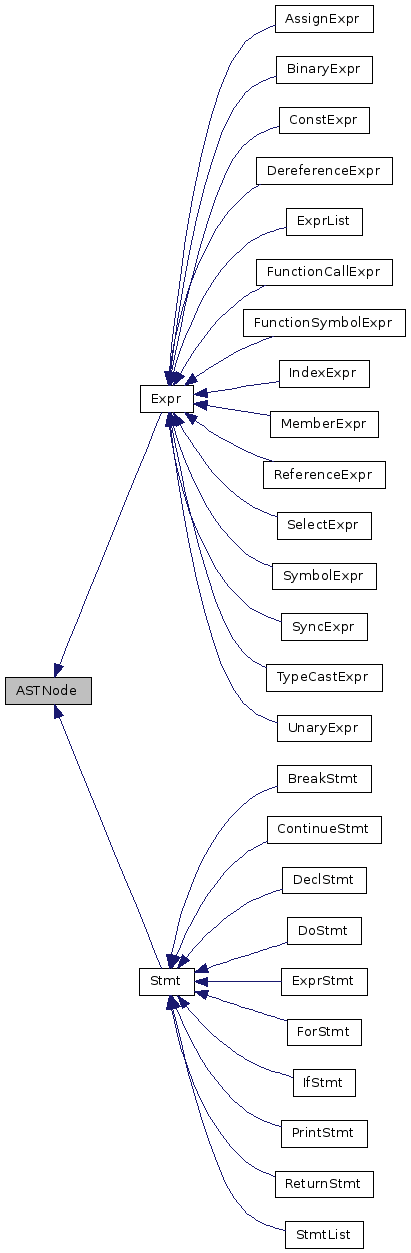 AssignExpr
BinaryExpr
ConstExpr
DereferenceExpr
ExprList
FunctionCallExpr
FunctionSymbolExpr
IndexExpr
Expr
MemberExpr
ReferenceExpr
SelectExpr
SymbolExpr
SyncExpr
TypeCastExpr
ASTNode
UnaryExpr
BreakStmt
ContinueStmt
DeclStmt
DoStmt
Stmt
ExprStmt
ForStmt
IfStmt
PrintStmt
ReturnStmt
StmtList